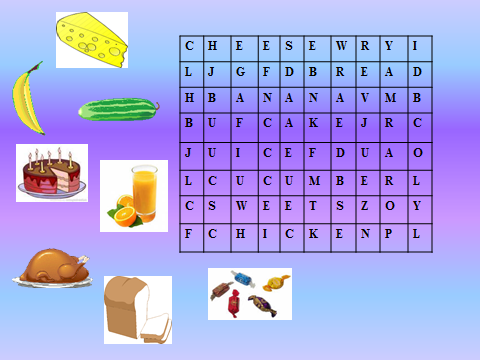 C H E E S E W R Y I
L J G F D B R E A D
H B A N A N A V M B
B U F C A K E J R C
J U I C E F D U A O
L C U C U M B E R L
C S W E E T S Z O Y
F C H I C K E N P L